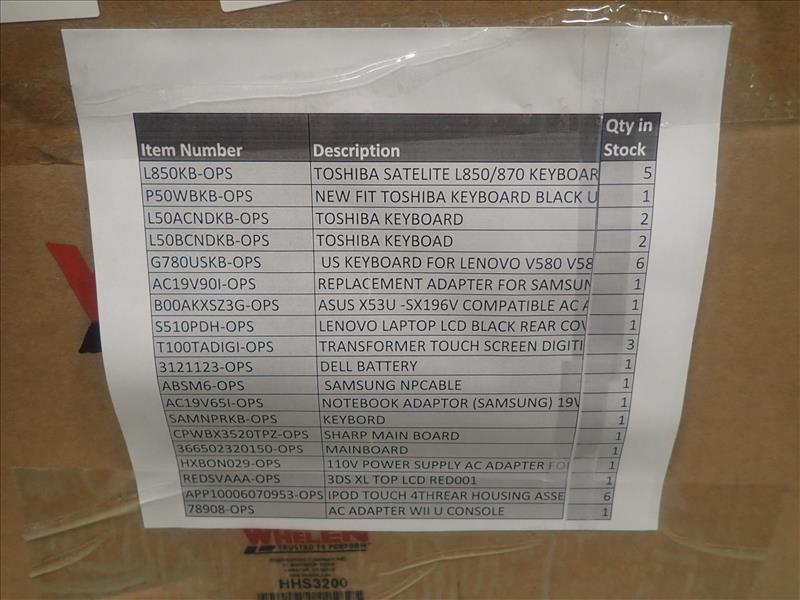 Item Number Description Qty in Stock
L850KB-OPS TOSHIBA SATELITE L850/870 KEYBOAR 5
P50WBKB-OPS NEW FIT TOSHIBA KEYBOARD BLACK U 1
L50ACNDKB-OPS TOSHIBA KEYBOARD 2
L50BCNDKB-OPS TOSHIBA KEYBOAD 2
G780USKB-OPS US KEYBOARD FOR LENOVO V580 V58 6
AC19V90I-OPS REPLACEMENT ADAPTER FOR SAMSUN 1
B00AKXSZ3G-OPS ASUS X53U -SX196V COMPATIBLE AC A 1
S510PDH-OPS LENOVO LAPTOP LCD BLACK REAR COV 1
T100TADIGI-OPS TRANSFORMER TOUCH SCREEN DIGITI 3
3121123-OPS DELL BATTERY 1
ABSM6-OPS SAMSUNG NPCABLE 1
AC19V65I-OPS NOTEBOOK ADAPTOR (SAMSUNG) 19V 1
SAMNPRKB-OPS KEYBORD 1
CPWBX3520TPZ-OPS SHARP MAIN BOARD 1
366502320150-OPS MAINBOARD 1
HXBON029-OPS 110V POWER SUPPLY AC ADAPTER FO 1
REDSVAAA-OPS 3DS XL TOP LCD RED001 1
APP10006070953-OPS IPOD TOUCH 4THREAR HOUSING ASSE 6
78908-OPS AC ADAPTER WII U CONSOLE 1
WHELEN
TRUSTED TO PERFORM
HHS3200